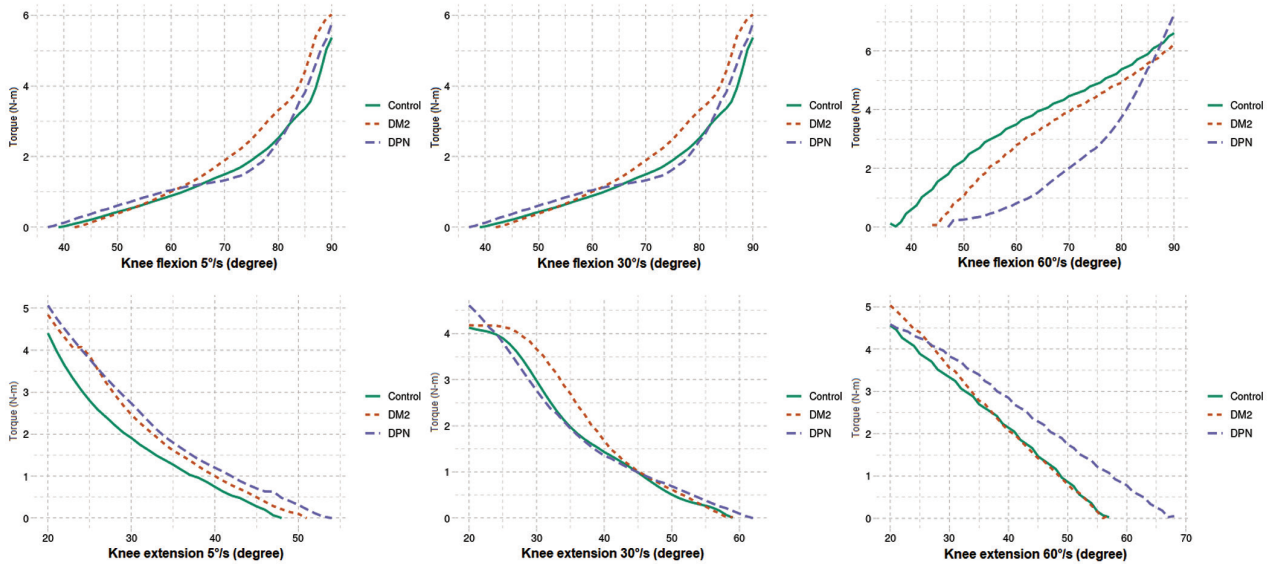 6
4
2
0
Torque (N-m)
40 50 60 70 80 90
Knee flexion 5°/s (degree)
Control
DM2
DPN
6
4
2
0
Torque (N-m)
40 50 60 70 80 90
Knee flexion 30°/s (degree)
Control
DM2
DPN
6
4
2
0
Torque (N-m)
40 50 60 70 80 90
Knee flexion 60°/s (degree)
Control
DM2
DPN
5
4
3
2
1
0
Torque (N-m)
20 30 40 50
Knee extension 5°/s (degree)
Control
DM2
DPN
4
3
2
1
0
Torque (N-m)
20 30 40 50 60
Knee extension 30°/s (degree)
Control
DM2
DPN
5
4
3
2
1
0
Torque (N-m)
20 30 40 50 60 70
Knee extension 60°/s (degree)
Control
DM2
DPN